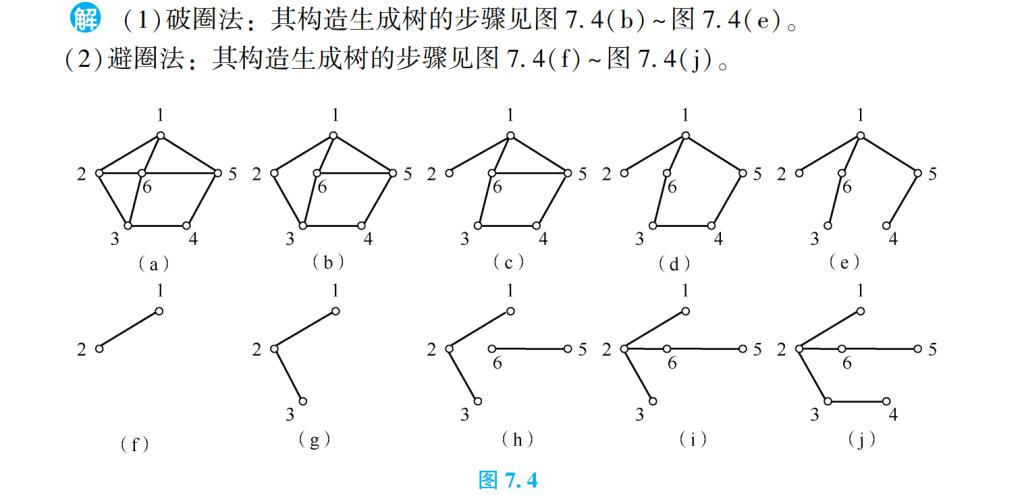 解 (1)破圈法：其构造生成树的步骤见图 7.4(b)~图 7.4(e)。
(2)避圈法：其构造生成树的步骤见图 7.4(f)~图 7.4(j)。
1 1 1 1 1
2 5 2 5 2 5 2 5 2 5
6 6 6 6 6
3 4 3 4 3 4 3 4 3 4
(a) (b) (c) (d) (e)
1 1 1 1 1
2 2 2 5 2 5 2 5
6 6 6
3 3 3 3 4
(f) (g) (h) (i) (j)
图 7.4